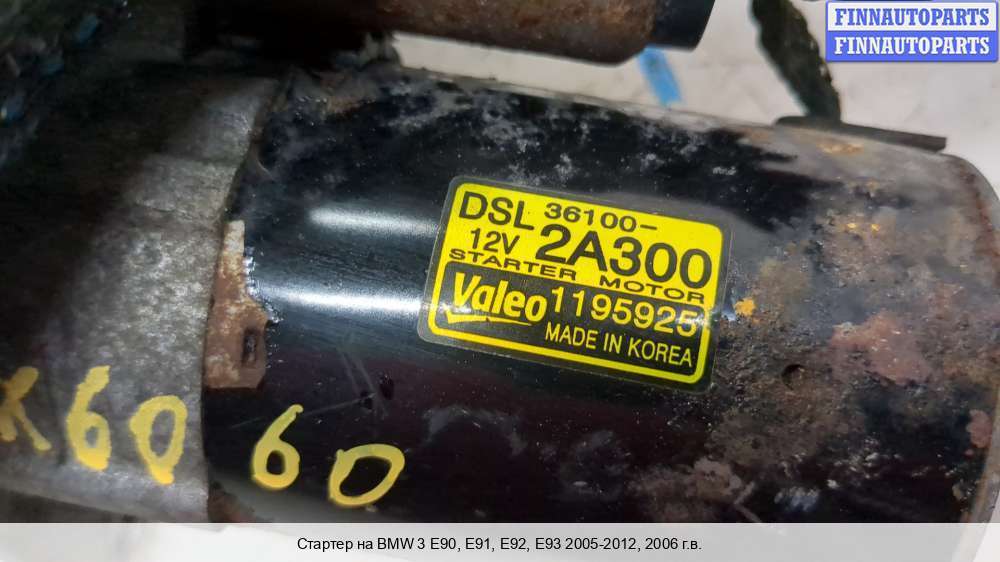 FINNAUTOPARTS
FINNAUTOPARTS
DSL 36100-
12V 2A300
STARTER MOTOR
Valeo 1195925
MADE IN KOREA
K60 60
Стартер на BMW 3 E90, E91, E92, E93 2005-2012, 2006 г.в.